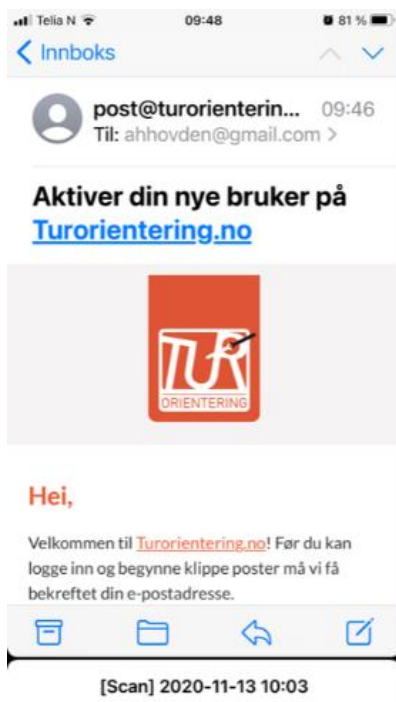 Telia N 09:48 81 %
Innboks
post@turorienterin... 09:46
Til: ahhovden@gmail.com >
Aktiver din nye bruker på
Turorientering.no
TUR
ORIENTERING
Hei,
Velkommen til Turorientering.no! Før du kan
logge inn og begynne klippe poster må vi få
bekreftet din e-postadresse.
[Scan] 2020-11-13 10:03